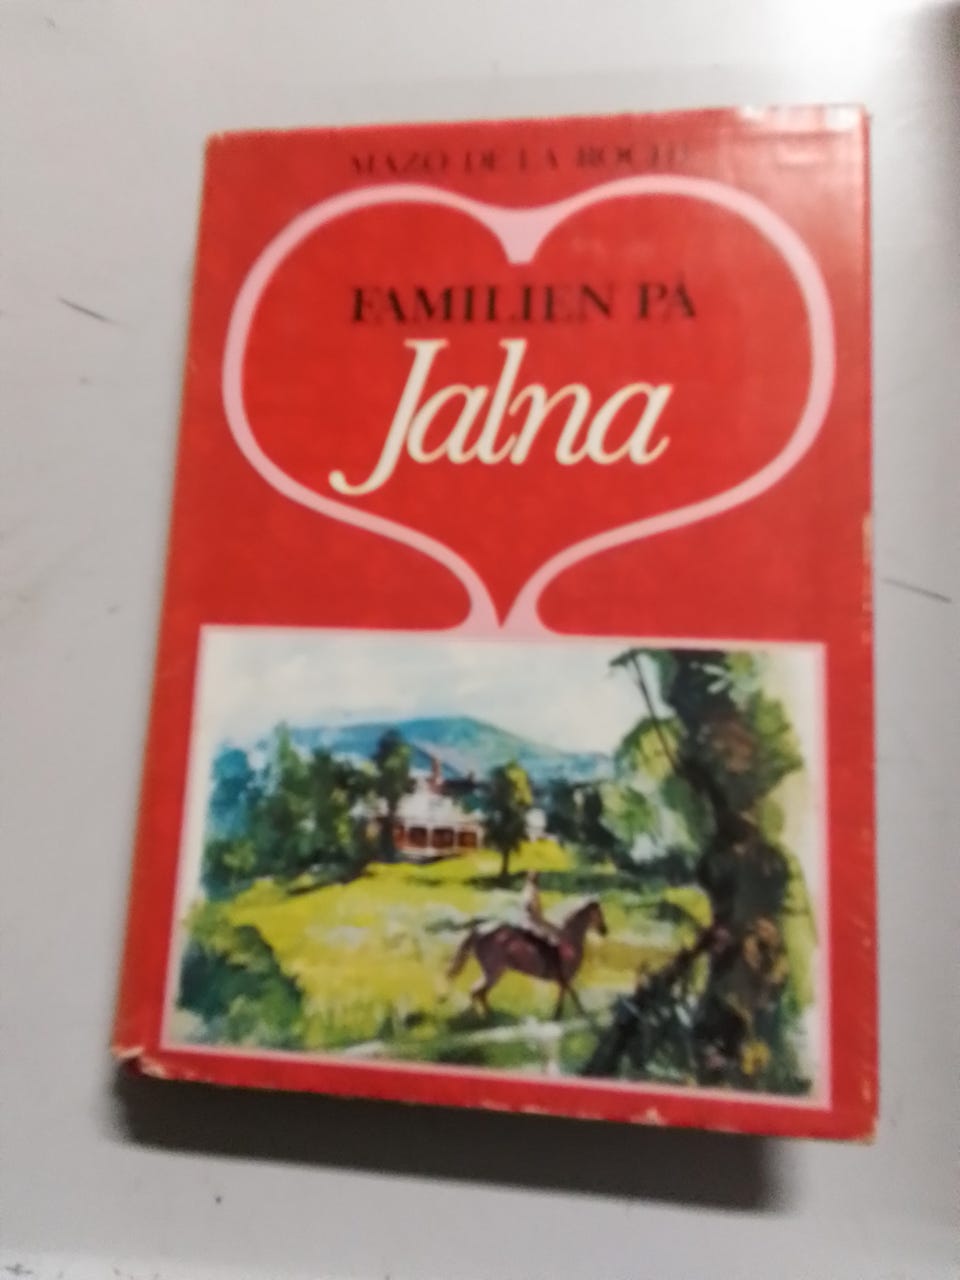 MAZO DE LA ROCHE
FAMILIEN PÅ
Jalna